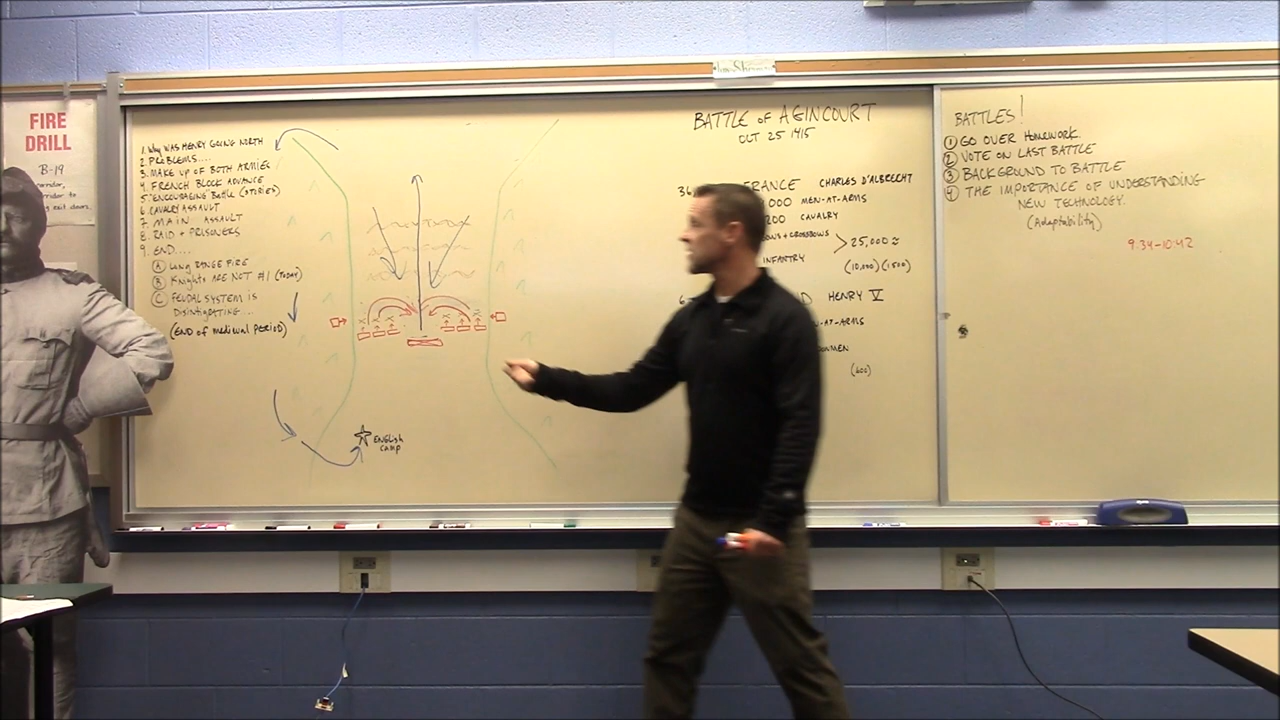 FIRE
DRILL
B-19
1. WHY WAS HENRY GOING NORTH
2. PROBLEMS....
3. MAKE UP OF BOTH ARMIES
4. FRENCH BLOCK ADVANCE
5. "ENCOURAGING BATTLE (STORIES)
6. CAVALRY ASSAULT
7. MAIN ASSAULT
8. RAID + PRISONERS
9. END....
A LONG RANGE FIRE
B KNIGHTS ARE NOT #1 (TODAY)
C FEUDAL SYSTEM IS
DISINTIGRATING...
(END OF MEDIEVAL PERIOD)
ENGLISH
CAMP
BATTLE OF AGINCOURT
OCT 25 1415
FRANCE CHARLES D'ALBRECHT
000 MEN-AT-ARMS
200 CAVALRY
BOWS + CROSSBOWS
> 25,000 ≈
INFANTRY (10,000) (1500)
HENRY V
-AT-ARMS
(600)
BATTLES!
1 GO OVER HOMEWORK.
2 VOTE ON LAST BATTLE
3 BACKGROUND TO BATTLE
4 THE IMPORTANCE OF UNDERSTANDING
NEW TECHNOLOGY.
(Adaptability)
9:34-10:42